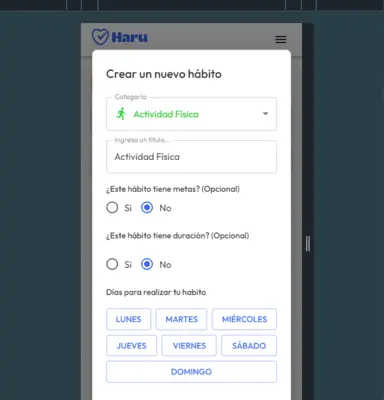 Haru
Crear un nuevo hábito
Categoría
Actividad Física
Ingresa un título...
Actividad Física
¿Este hábito tiene metas? (Opcional)
Si No
¿Este hábito tiene duración? (Opcional)
Si No
Días para realizar tu habito
LUNES MARTES MIÉRCOLES
JUEVES VIERNES SÁBADO
DOMINGO